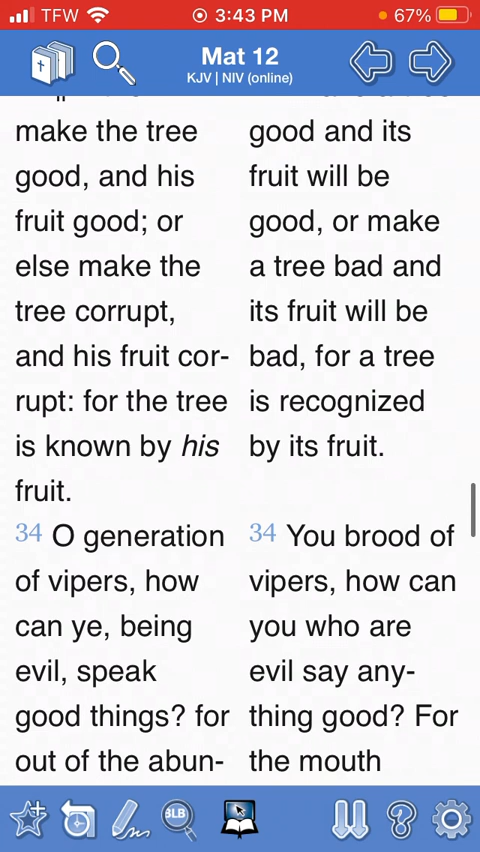 TFW
3:43 PM
67%
Mat 12
KJV | NIV (online)
make the tree
good, and his
fruit good; or
else make the
tree corrupt,
and his fruit cor-
rupt: for the tree
is known by his
fruit.
34 O generation
of vipers, how
can ye, being
evil, speak
good things? for
out of the abun-
good and its
fruit will be
good, or make
a tree bad and
its fruit will be
bad, for a tree
is recognized
by its fruit.
34 You brood of
vipers, how can
you who are
evil say any-
thing good? For
the mouth
BLB